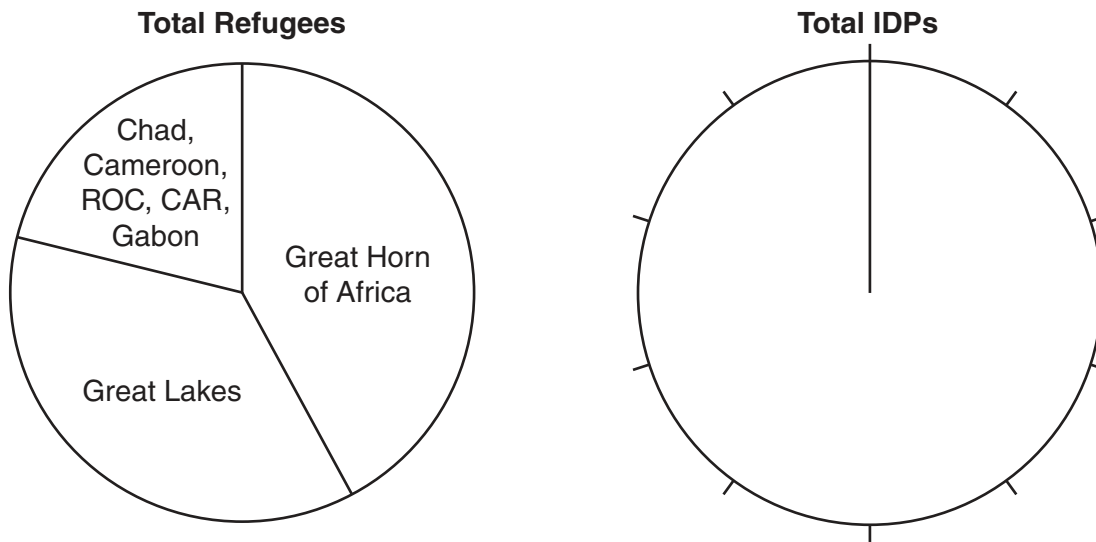 Total Refugees
Total IDPs
Chad,
Cameroon,
ROC, CAR,
Gabon
Great Horn
of Africa
Great Lakes